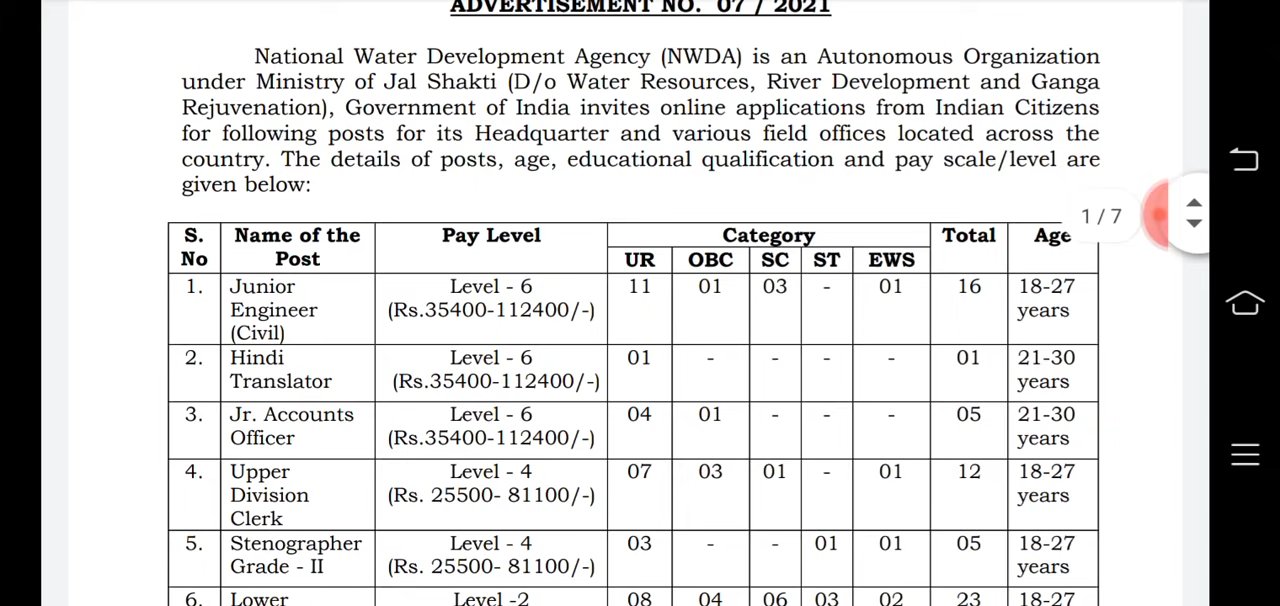 ADVERTISEMENT NO. 07 / 2021
National Water Development Agency (NWDA) is an Autonomous Organization
under Ministry of Jal Shakti (D/o Water Resources, River Development and Ganga
Rejuvenation), Government of India invites online applications from Indian Citizens
for following posts for its Headquarter and various field offices located across the
country. The details of posts, age, educational qualification and pay scale/level are
given below:
1 / 7
S. No Name of the Post Pay Level Category Total Age
UR OBC SC ST EWS
1. Junior Level - 6 11 01 03 - 01 16 18-27
Engineer (Rs.35400-112400/-) years
(Civil)
2. Hindi Level - 6 01 - - - - 01 21-30
Translator (Rs.35400-112400/-) years
3. Jr. Accounts Level - 6 04 01 - - - 05 21-30
Officer (Rs.35400-112400/-) years
4. Upper Level - 4 07 03 01 - 01 12 18-27
Division (Rs. 25500- 81100/-) years
Clerk
5. Stenographer Level - 4 03 - - 01 01 05 18-27
Grade - II (Rs. 25500- 81100/-) years
6. Lower Level -2 08 04 06 03 02 23 18-27